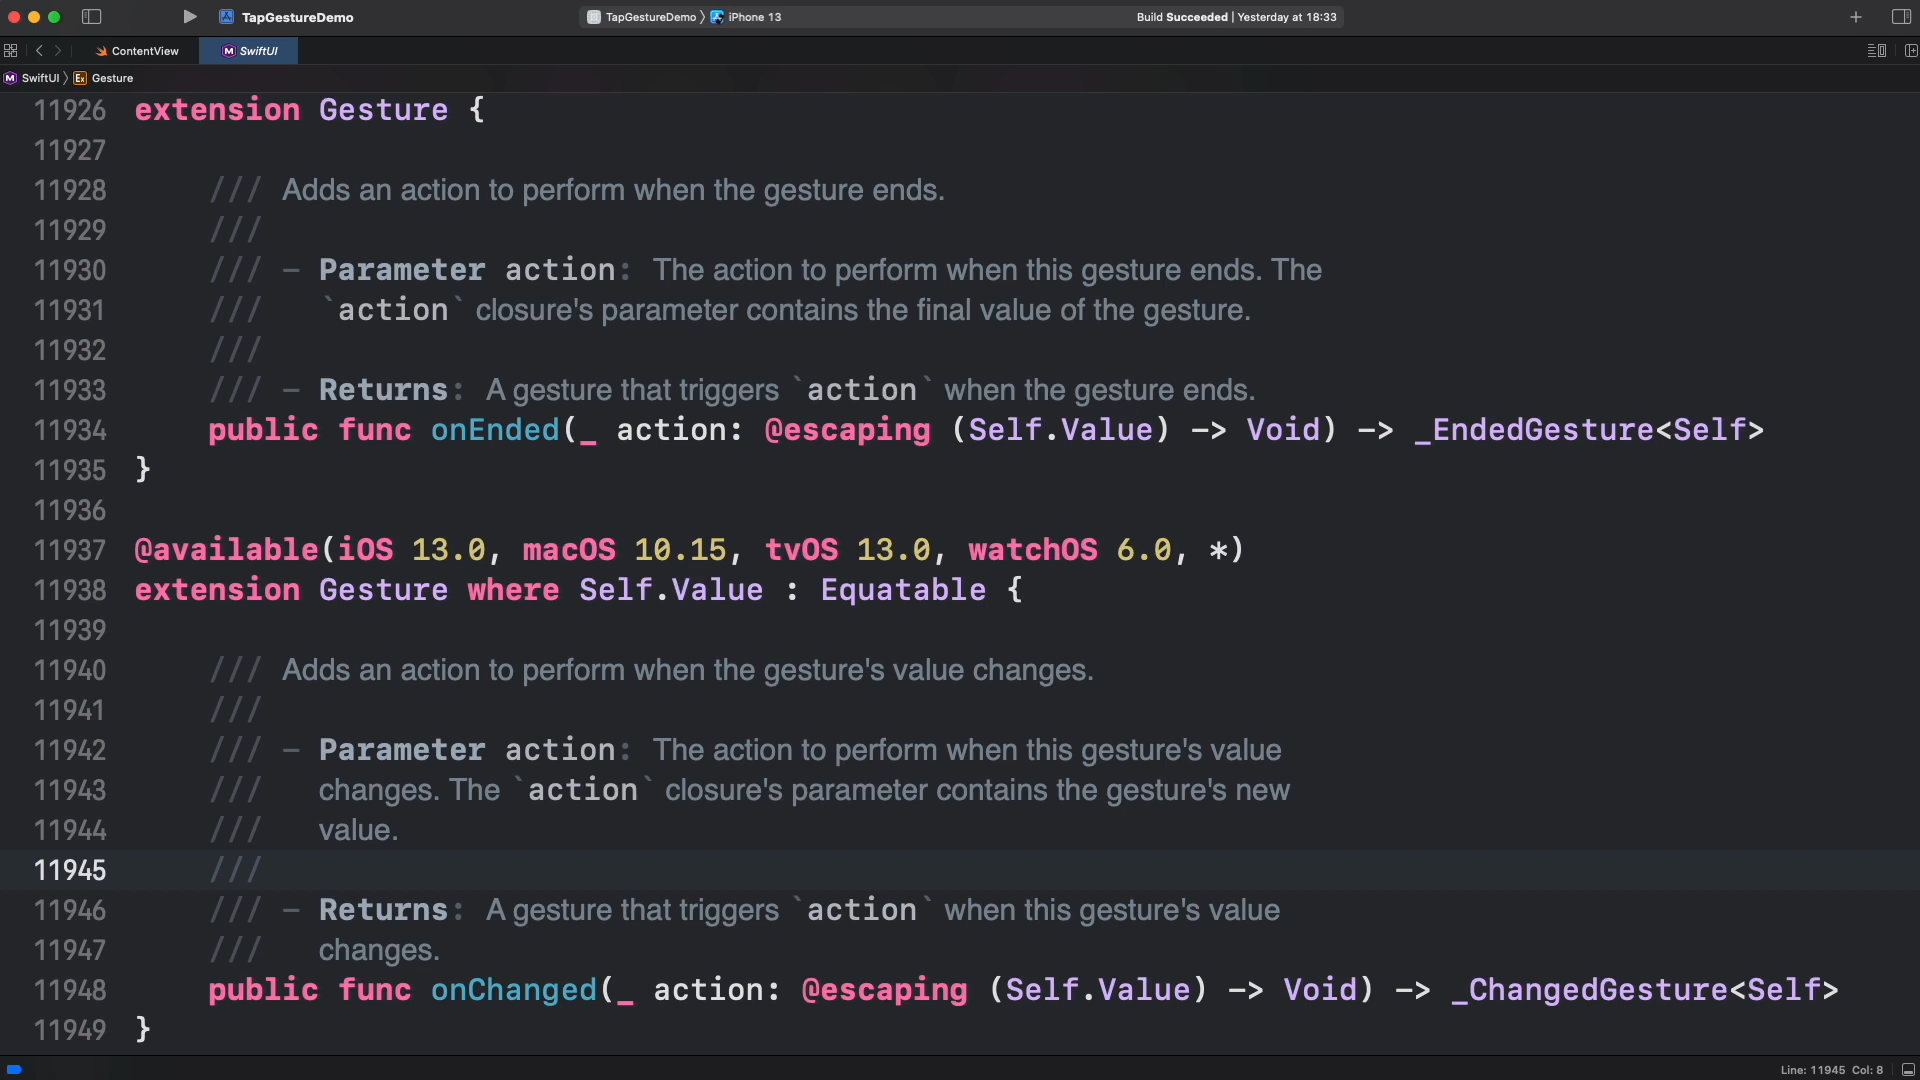 TapGestureDemo
TapGestureDemo 〉 iPhone 13
Build Succeeded | Yesterday at 18:33
ContentView
SwiftUI
SwiftUI 〉 Ex Gesture
11926 extension Gesture {
11927
11928 /// Adds an action to perform when the gesture ends.
11929 ///
11930 /// – Parameter action: The action to perform when this gesture ends. The
11931 /// `action` closure's parameter contains the final value of the gesture.
11932 ///
11933 /// – Returns: A gesture that triggers `action` when the gesture ends.
11934 public func onEnded(_ action: @escaping (Self.Value) -> Void) -> _EndedGesture<Self>
11935 }
11936
11937 @available(iOS 13.0, macOS 10.15, tvOS 13.0, watchOS 6.0, *)
11938 extension Gesture where Self.Value : Equatable {
11939
11940 /// Adds an action to perform when the gesture's value changes.
11941 ///
11942 /// – Parameter action: The action to perform when this gesture's value
11943 /// changes. The `action` closure's parameter contains the gesture's new
11944 /// value.
11945 ///
11946 /// – Returns: A gesture that triggers `action` when this gesture's value
11947 /// changes.
11948 public func onChanged(_ action: @escaping (Self.Value) -> Void) -> _ChangedGesture<Self>
11949 }
Line: 11945 Col: 8